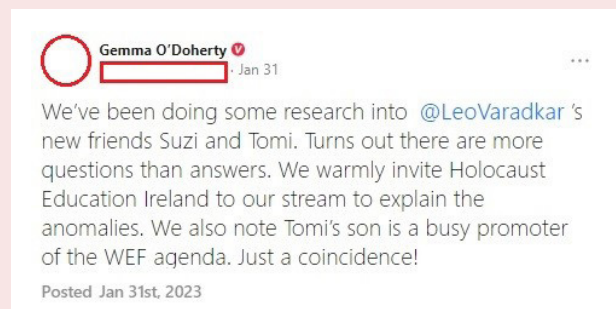 Gemma O'Doherty
· Jan 31
We've been doing some research into @LeoVaradkar 's
new friends Suzi and Tomi. Turns out there are more
questions than answers. We warmly invite Holocaust
Education Ireland to our stream to explain the
anomalies. We also note Tomi's son is a busy promoter
of the WEF agenda. Just a coincidence!
Posted Jan 31st, 2023